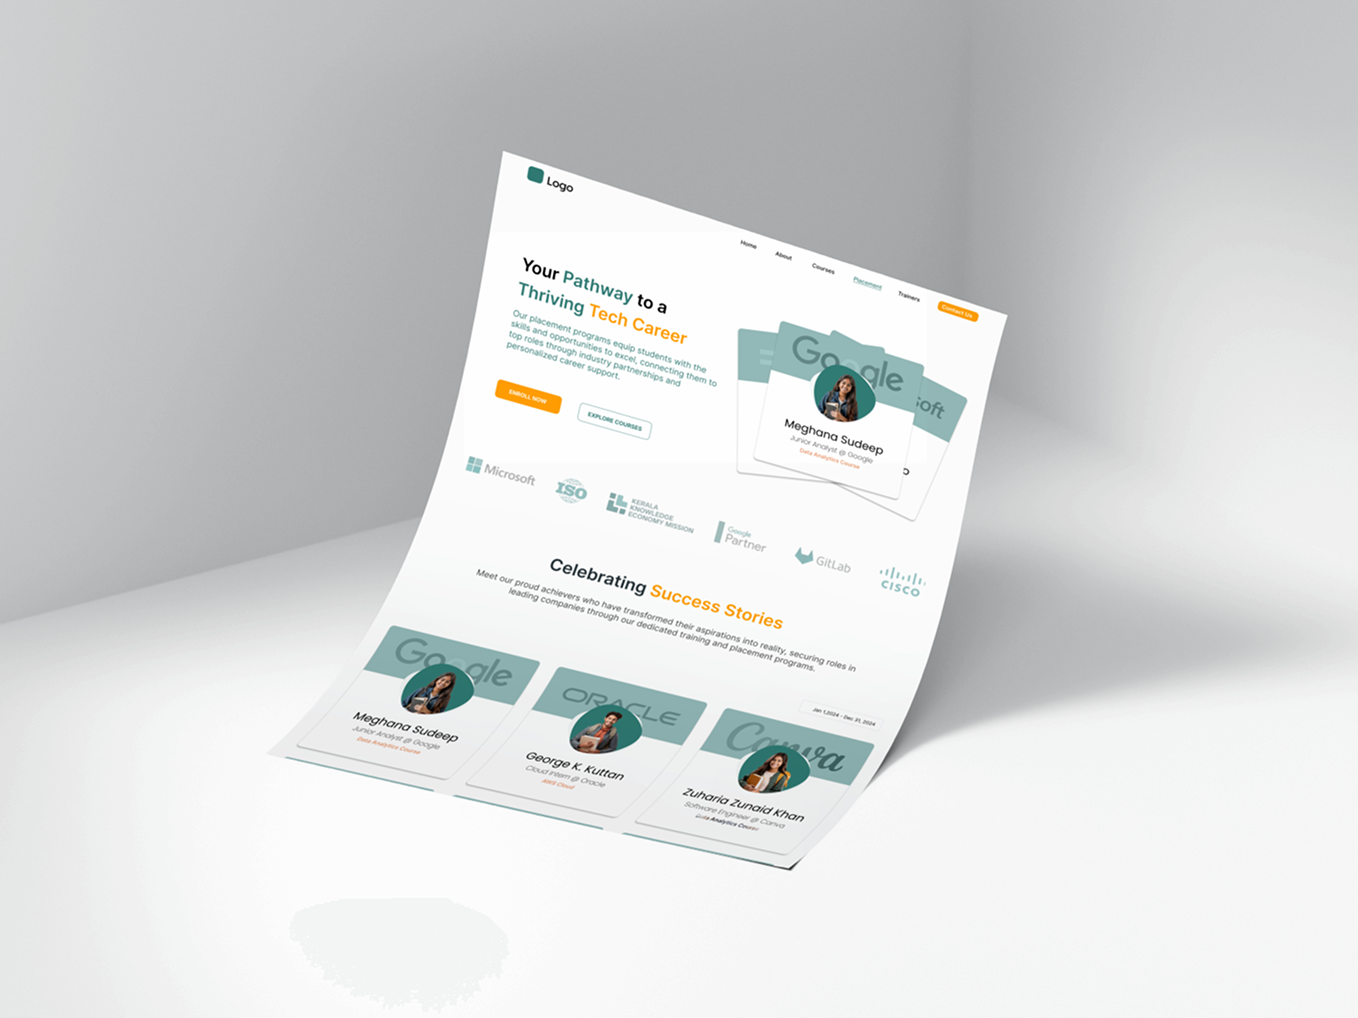 Logo
Home About Courses Placement Trainers Contact Us
Your Pathway to a
Thriving Tech Career
Our placement programs equip students with the
skills and opportunities to excel, connecting them to
top roles through industry partnerships and
personalized career support.
ENROLL NOW
EXPLORE COURSES
Google
soft
Meghana Sudeep
Junior Analyst @ Google
Data Analytics Course
o
Microsoft
ISO
KERALA
KNOWLEDGE
ECONOMY MISSION
Google
Partner
GitLab
CISCO
Celebrating Success Stories
Meet our proud achievers who have transformed their aspirations into reality, securing roles in
leading companies through our dedicated training and placement programs.
Jan 1,2024 - Dec 31, 2024
Google
Meghana Sudeep
Junior Analyst @ Google
Data Analytics Course
ORACLE
George K. Kuttan
Cloud Intern @ Oracle
AWS Cloud
Canva
Zuharia Zunaid Khan
Software Engineer @ Canva
Data Analytics Course